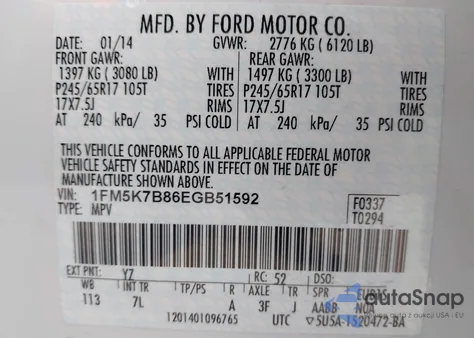 MFD. BY FORD MOTOR CO.
DATE: 01/14 GVWR: 2776 KG ( 6120 LB)
FRONT GAWR: REAR GAWR:
1397 KG ( 3080 LB) WITH 1497 KG ( 3300 LB) WITH
P245/65R17 105T TIRES P245/65R17 105T TIRES
17X7.5J RIMS 17X7.5J RIMS
AT 240 kPa/ 35 PSI COLD AT 240 kPa/ 35 PSI COLD
THIS VEHICLE CONFORMS TO ALL APPLICABLE FEDERAL MOTOR
VEHICLE SAFETY STANDARDS IN EFFECT ON THE DATE OF
MANUFACTURE SHOWN ABOVE.
VIN: 1FM5K7B86EGB51592 F0337
TYPE: MPV T0294
EXT PNT: YZ RC: 52 DSO:
WB INT TR TP/PS R AXLE TR SPR
113 7L A 3F J AABB
1201401096765 UTC 5U5A-1520472-BA
autaSnap
auta z aukcji USA - EU